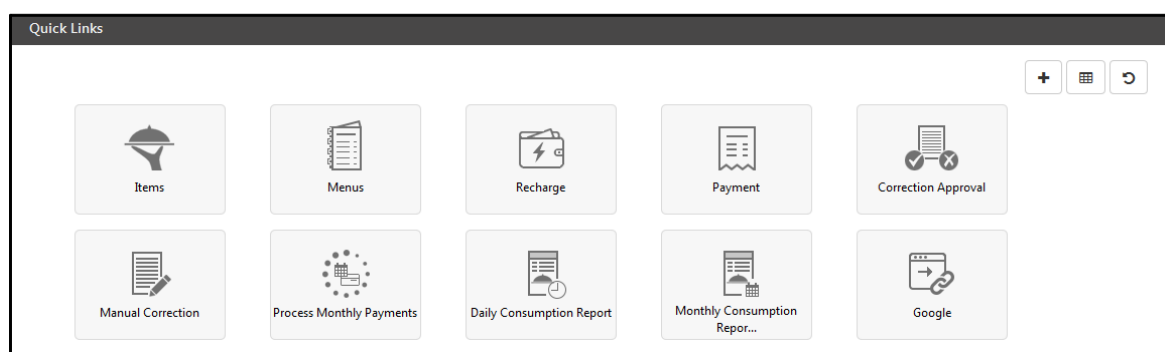 Quick Links
Items
Menus
Recharge
Payment
Correction Approval
Manual Correction
Process Monthly Payments
Daily Consumption Report
Monthly Consumption
Repor...
Google